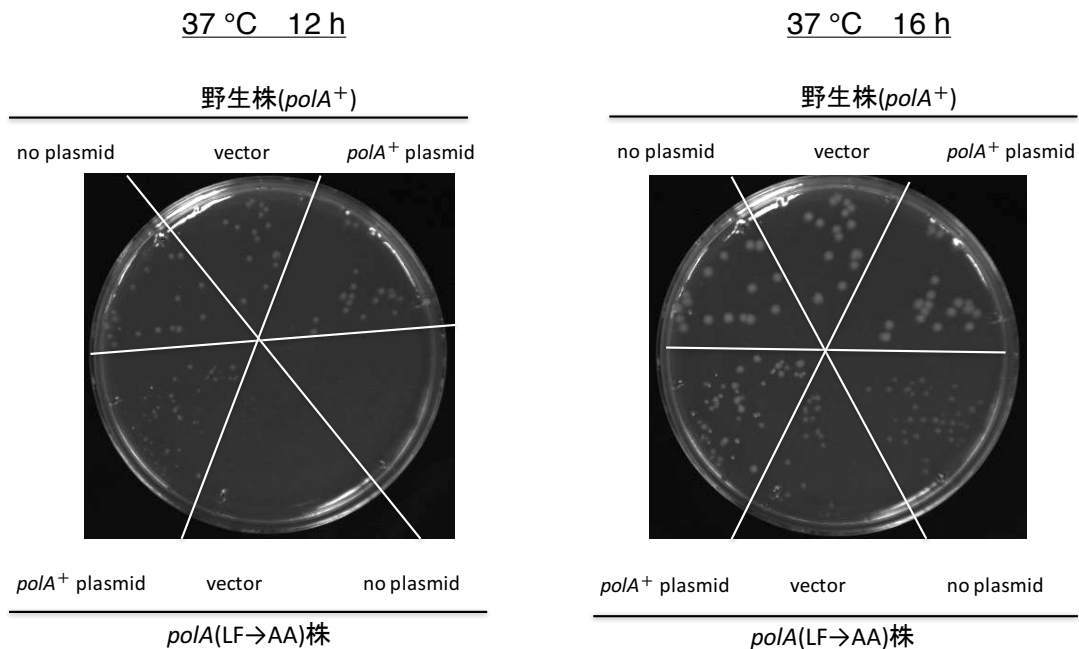 37 °C 12 h
野生株(polA+)
no plasmid vector polA+ plasmid
polA+ plasmid vector no plasmid
polA(LF→AA)株
37 °C 16 h
野生株(polA+)
no plasmid vector polA+ plasmid
polA+ plasmid vector no plasmid
polA(LF→AA)株